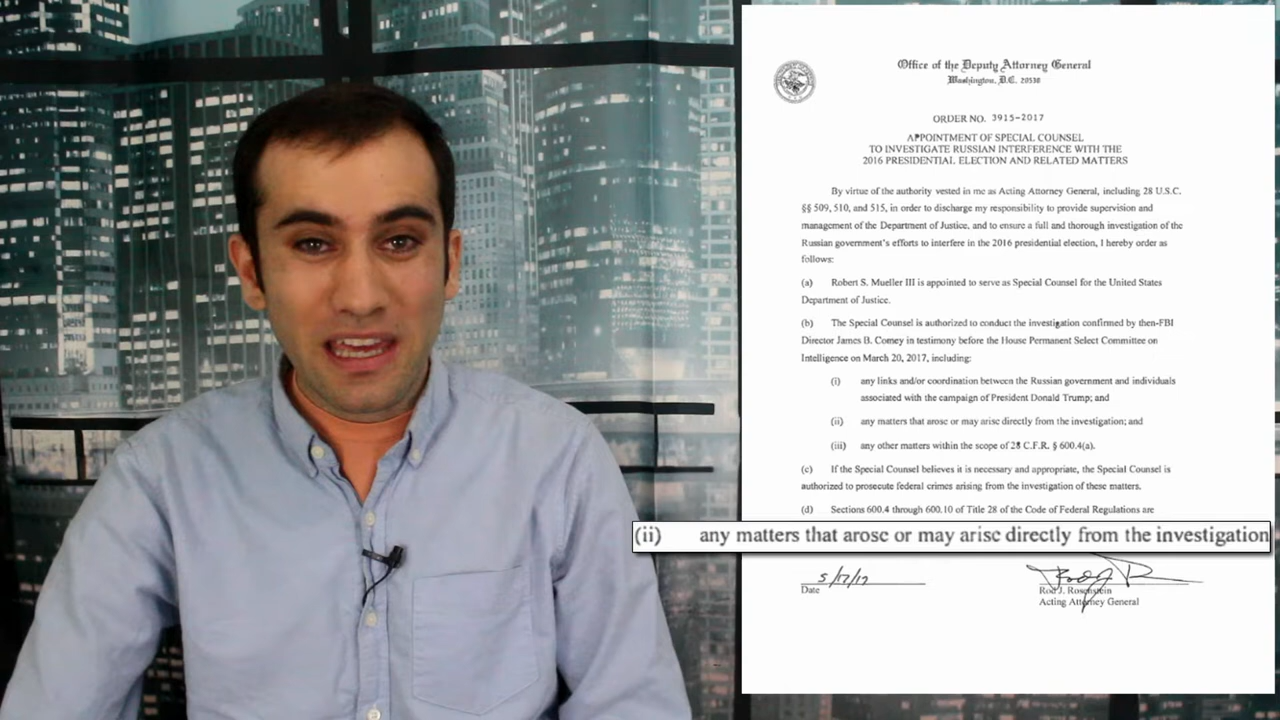 Office of the Deputy Attorney General
Washington, D.C. 20530
ORDER NO. 3915-2017
APPOINTMENT OF SPECIAL COUNSEL
TO INVESTIGATE RUSSIAN INTERFERENCE WITH THE
2016 PRESIDENTIAL ELECTION AND RELATED MATTERS
By virtue of the authority vested in me as Acting Attorney General, including 28 U.S.C.
§§ 509, 510, and 515, in order to discharge my responsibility to provide supervision and
management of the Department of Justice, and to ensure a full and thorough investigation of the
Russian government's efforts to interfere in the 2016 presidential election, I hereby order as
follows:
(a) Robert S. Mueller III is appointed to serve as Special Counsel for the United States
Department of Justice.
(b) The Special Counsel is authorized to conduct the investigation confirmed by then-FBI
Director James B. Comey in testimony before the House Permanent Select Committee on
Intelligence on March 20, 2017, including:
(i) any links and/or coordination between the Russian government and individuals
associated with the campaign of President Donald Trump; and
(ii) any matters that arose or may arise directly from the investigation; and
(iii) any other matters within the scope of 28 C.F.R. § 600.4(a).
(c) If the Special Counsel believes it is necessary and appropriate, the Special Counsel is
authorized to prosecute federal crimes arising from the investigation of these matters.
(d) Sections 600.4 through 600.10 of Title 28 of the Code of Federal Regulations are
(ii) any matters that arose or may arise directly from the investigation
5/17/17
Date
Rod J. Rosenstein
Acting Attorney General